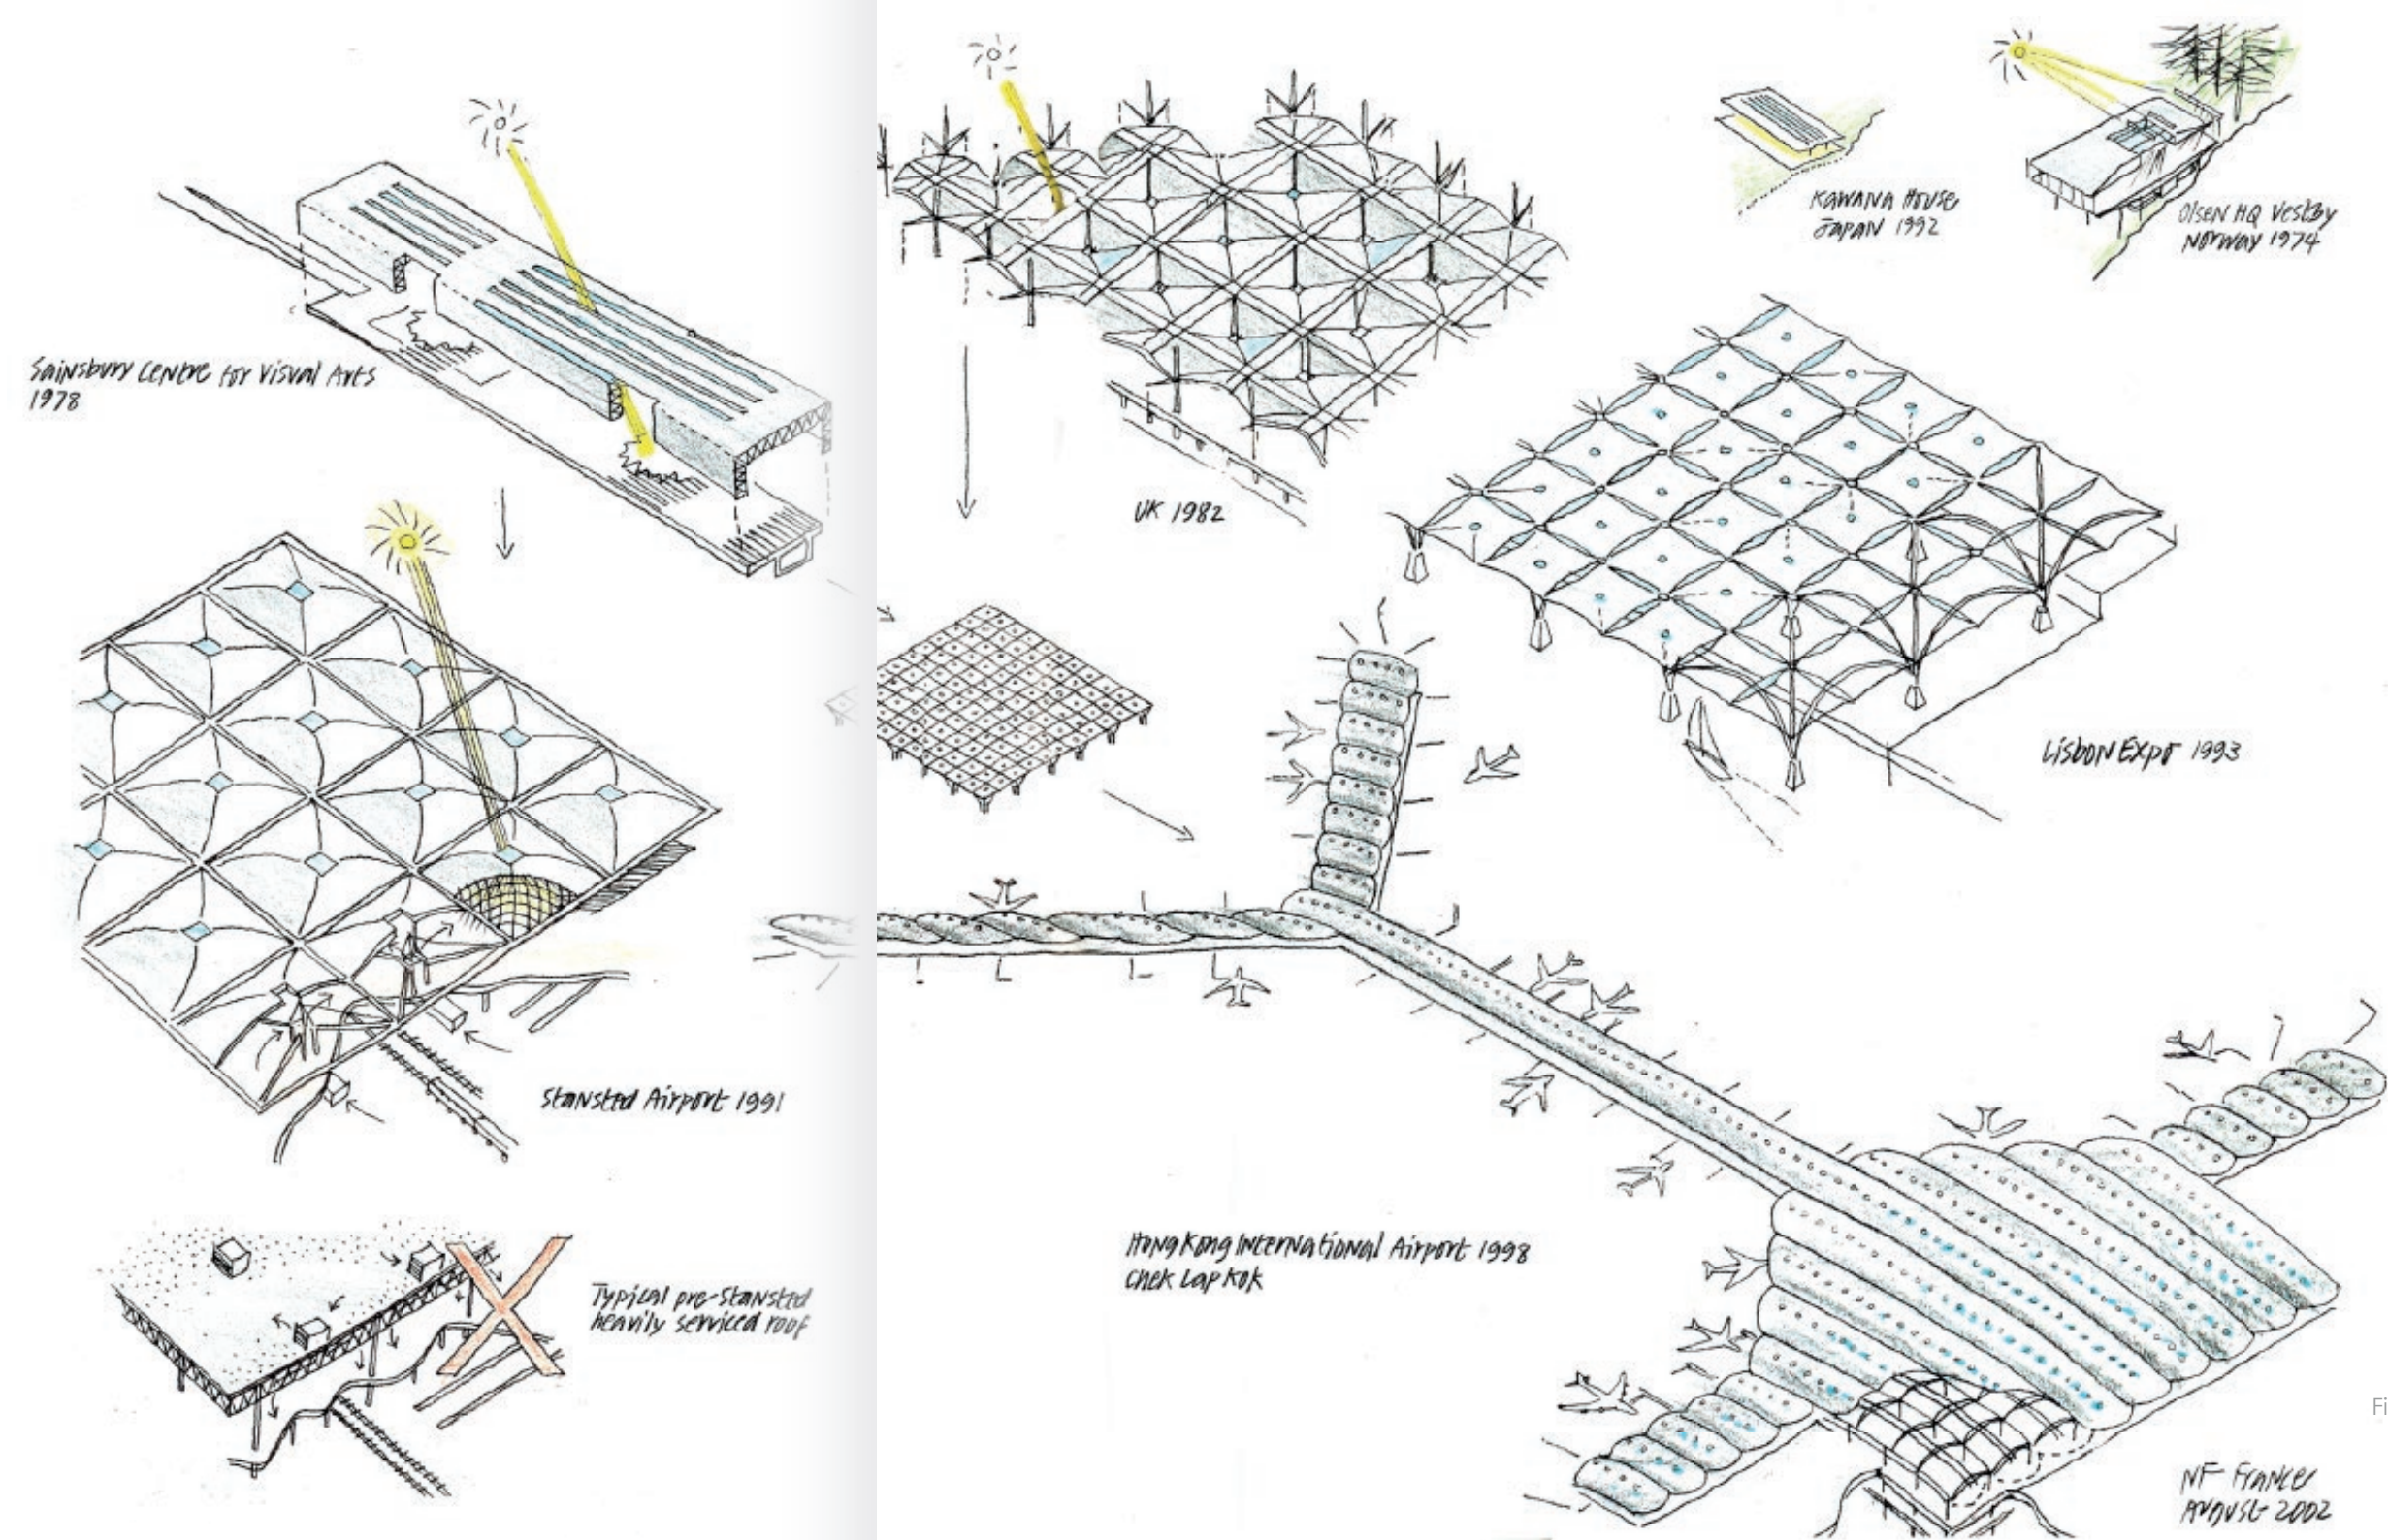 Sainsbury Centre for Visual Arts
1978
Stansted Airport 1991
Typical pre-Stansted
heavily serviced roof
UK 1982
Kawana House
Japan 1992
Olsen HQ Vestby
Norway 1974
Lisbon Expo 1993
Hong Kong International Airport 1998
Chek Lap Kok
Fi
NF France
August 2002